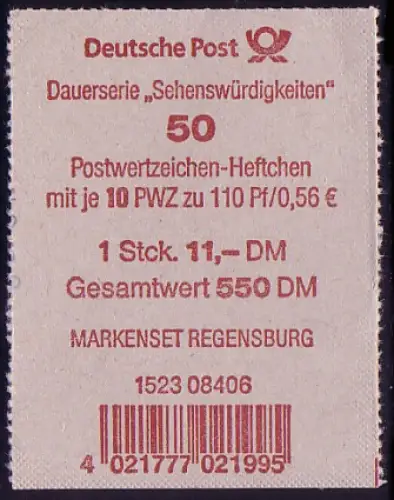 Deutsche Post
Dauerserie „Sehenswürdigkeiten"
50
Postwertzeichen-Heftchen
mit je 10 PWZ zu 110 Pf/0,56 €
1 Stck. 11,– DM
Gesamtwert 550 DM
MARKENSET REGENSBURG
1523 08406
4 021777 021995